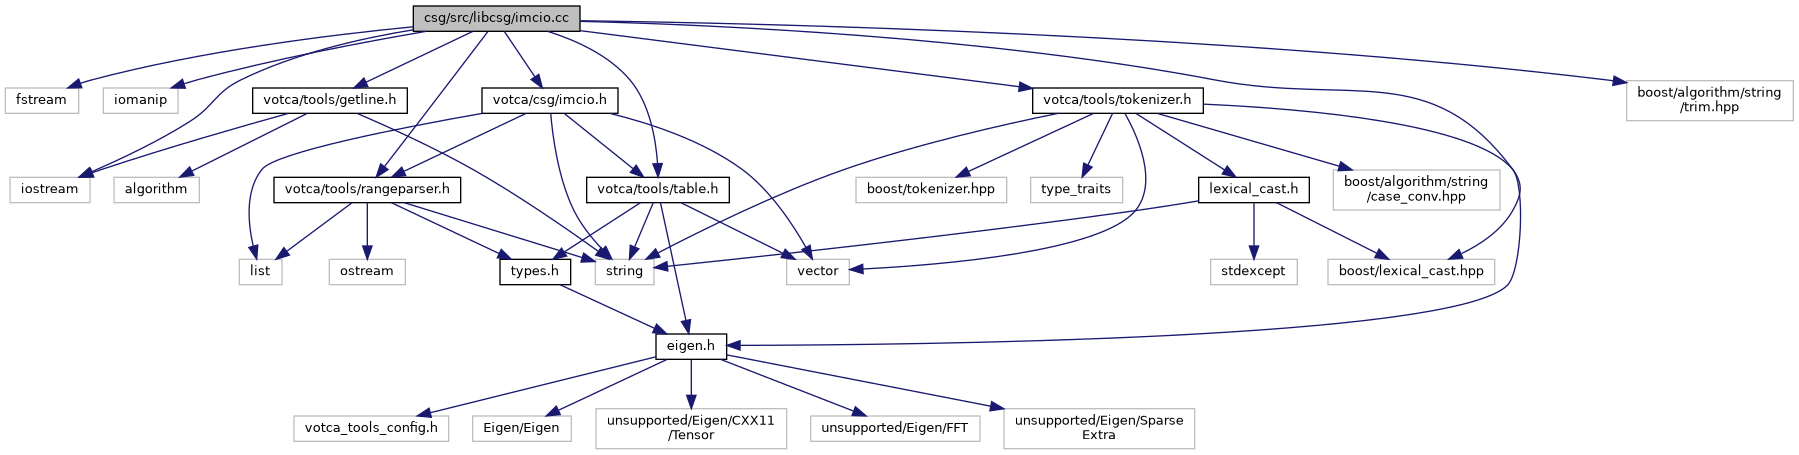 csg/src/libcsg/imcio.cc
fstream
iomanip
votca/tools/getline.h
votca/csg/imcio.h
votca/tools/tokenizer.h
boost/algorithm/string
/trim.hpp
iostream
algorithm
votca/tools/rangeparser.h
votca/tools/table.h
boost/tokenizer.hpp
type_traits
lexical_cast.h
boost/algorithm/string
/case_conv.hpp
list
ostream
types.h
string
vector
stdexcept
boost/lexical_cast.hpp
eigen.h
votca_tools_config.h
Eigen/Eigen
unsupported/Eigen/CXX11
/Tensor
unsupported/Eigen/FFT
unsupported/Eigen/Sparse
Extra